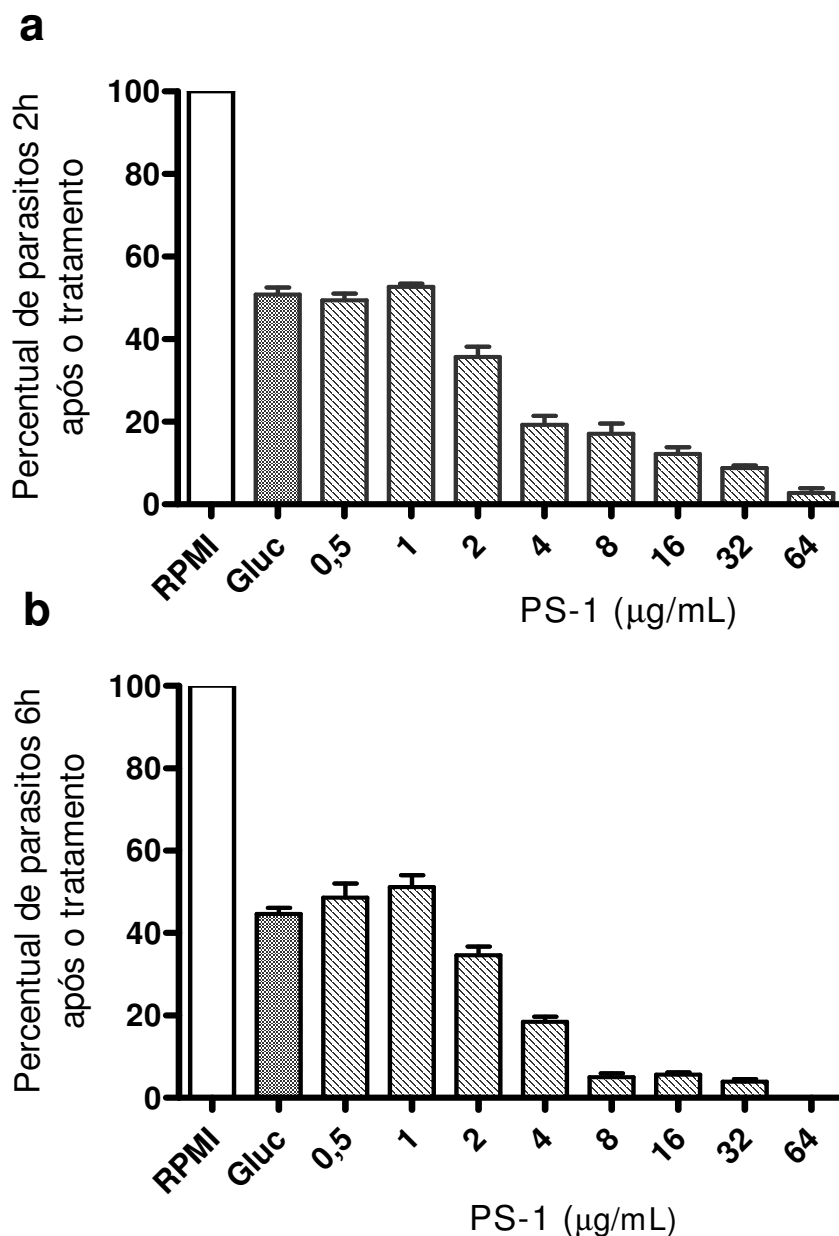 a
Percentual de parasitos 2h
após o tratamento
100
80
60
40
20
0
RPMI
Gluc
0,5
1
2
4
8
16
32
64
PS-1 (µg/mL)
b
Percentual de parasitos 6h
após o tratamento
100
80
60
40
20
0
RPMI
Gluc
0,5
1
2
4
8
16
32
64
PS-1 (µg/mL)